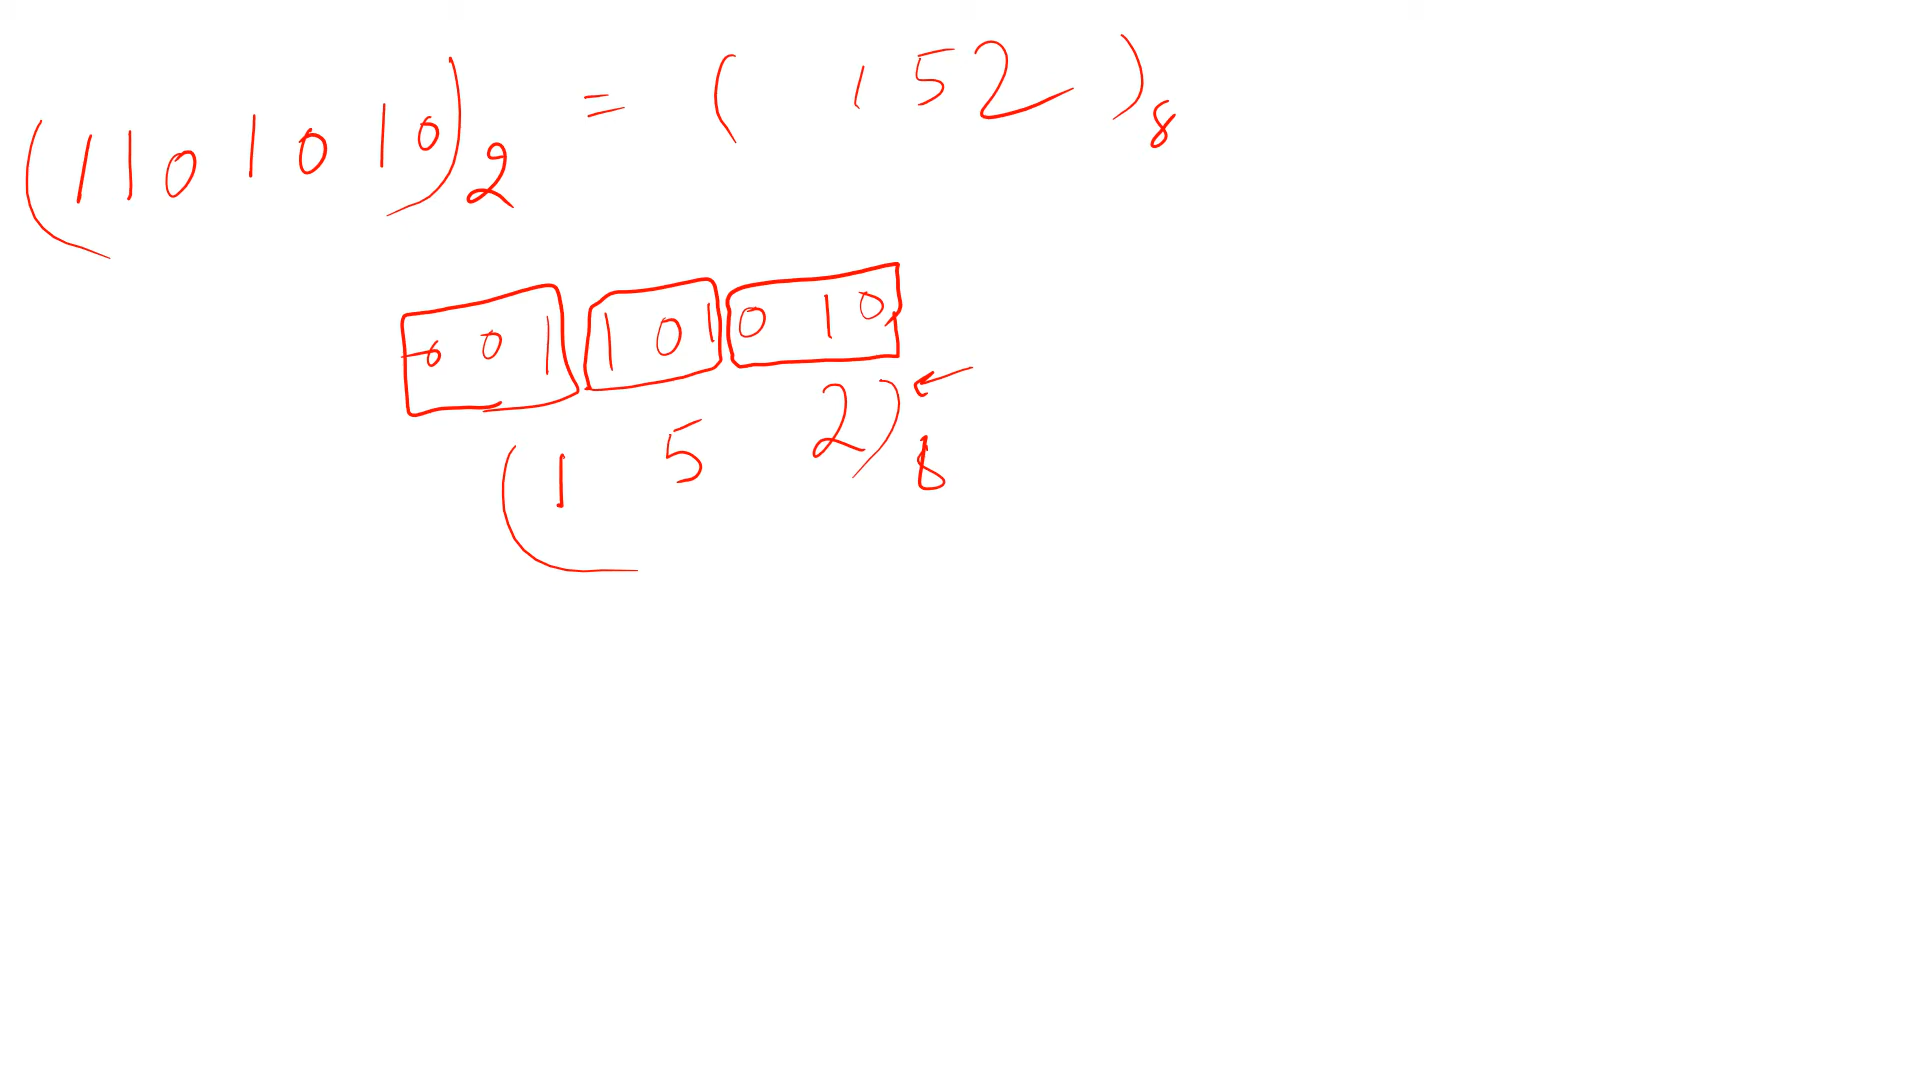 (1101010)₂ = ( 152 )₈
001 101 010
(1 5 2)₈